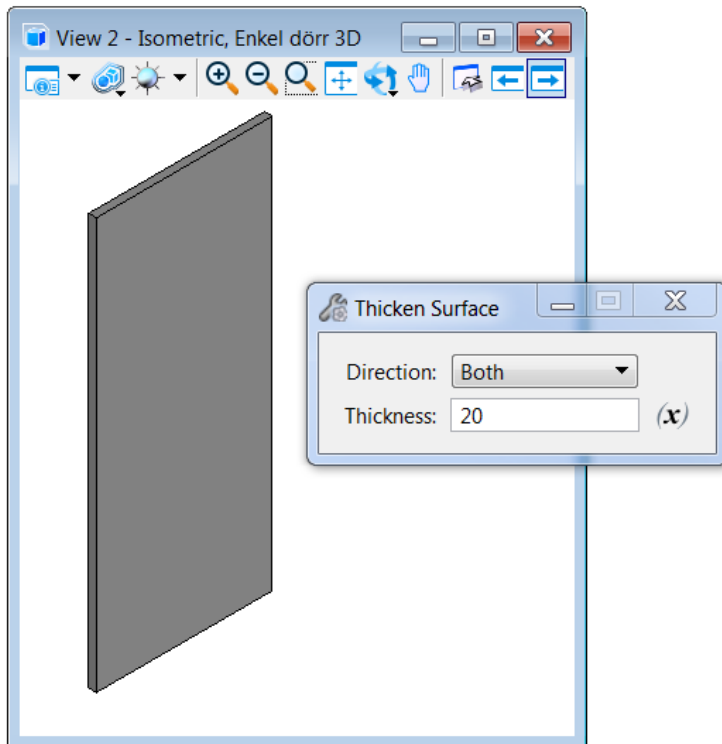 View 2 - Isometric, Enkel dörr 3D
Thicken Surface
Direction: Both
Thickness: 20 (x)